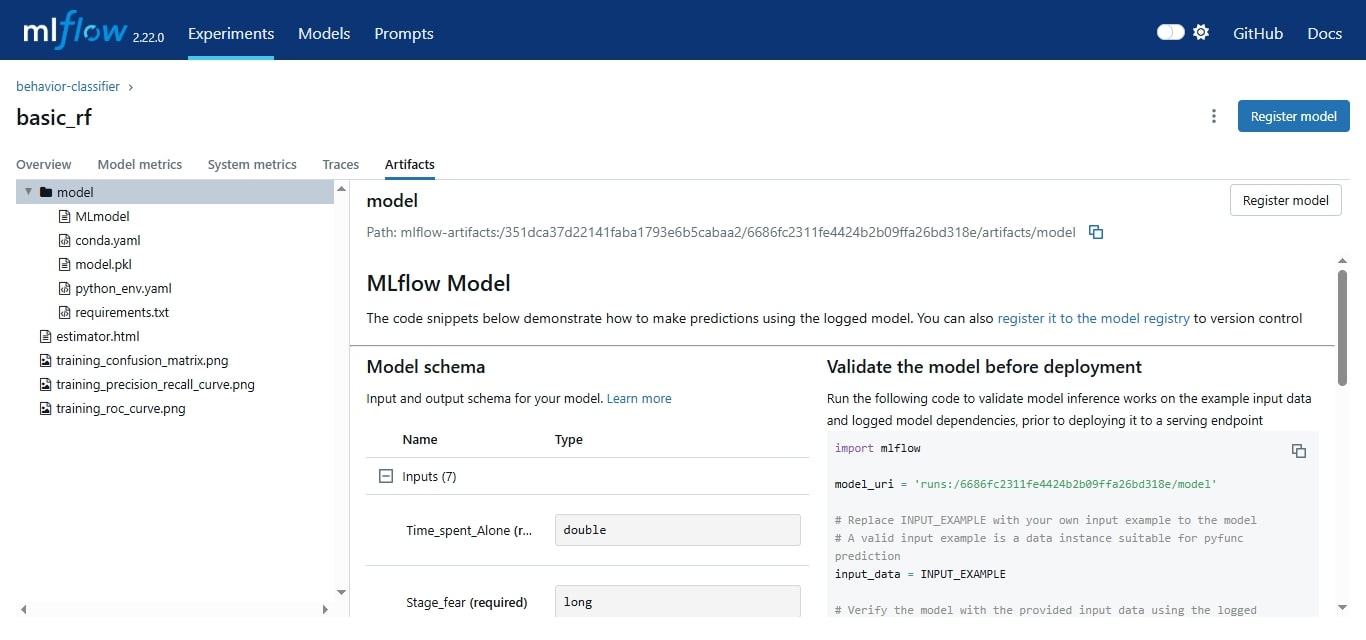 mlflow 2.22.0 Experiments Models Prompts GitHub Docs
behavior-classifier ›
basic_rf
Register model
Overview Model metrics System metrics Traces Artifacts
model
MLmodel
conda.yaml
model.pkl
python_env.yaml
requirements.txt
estimator.html
training_confusion_matrix.png
training_precision_recall_curve.png
training_roc_curve.png
model
Register model
Path: mlflow-artifacts:/351dca37d22141faba1793e6b5cabaa2/6686fc2311fe4424b2b09ffa26bd318e/artifacts/model
MLflow Model
The code snippets below demonstrate how to make predictions using the logged model. You can also register it to the model registry to version control
Model schema
Input and output schema for your model. Learn more
Name Type
Inputs (7)
Time_spent_Alone (r... double
Stage_fear (required) long
Validate the model before deployment
Run the following code to validate model inference works on the example input data
and logged model dependencies, prior to deploying it to a serving endpoint
import mlflow
model_uri = 'runs:/6686fc2311fe4424b2b09ffa26bd318e/model'
# Replace INPUT_EXAMPLE with your own input example to the model
# A valid input example is a data instance suitable for pyfunc
prediction
input_data = INPUT_EXAMPLE
# Verify the model with the provided input data using the logged